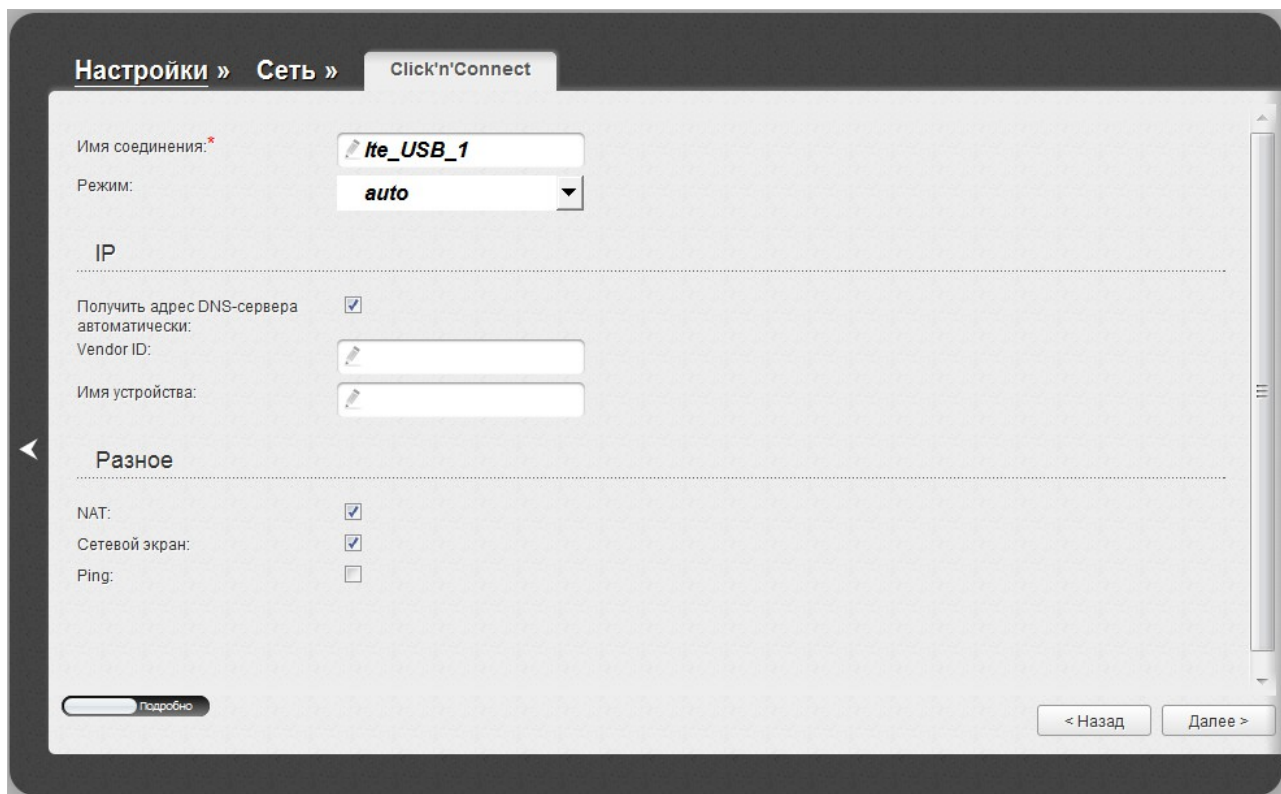 Настройки » Сеть » Click'n'Connect
Имя соединения:*
lte_USB_1
Режим:
auto
IP
Получить адрес DNS-сервера
автоматически:
Vendor ID:
Имя устройства:
Разное
NAT:
Сетевой экран:
Ping:
Подробно
< Назад
Далее >